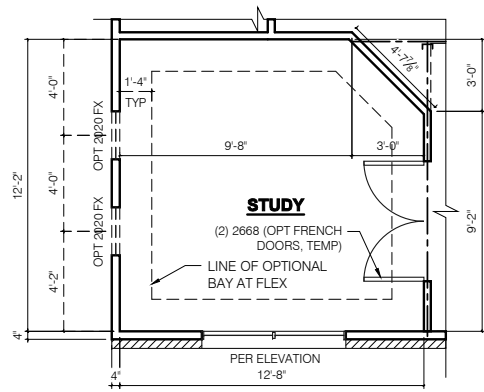 4'-7⅞"
3'-0"
4'-0"
1'-4"
TYP
OPT 2020 FX
9'-8"
3'-0"
12'-2"
4'-0"
STUDY
(2) 2668 (OPT FRENCH
DOORS, TEMP)
9'-2"
OPT 2020 FX
LINE OF OPTIONAL
BAY AT FLEX
4'-2"
4"
PER ELEVATION
4"
12'-8"